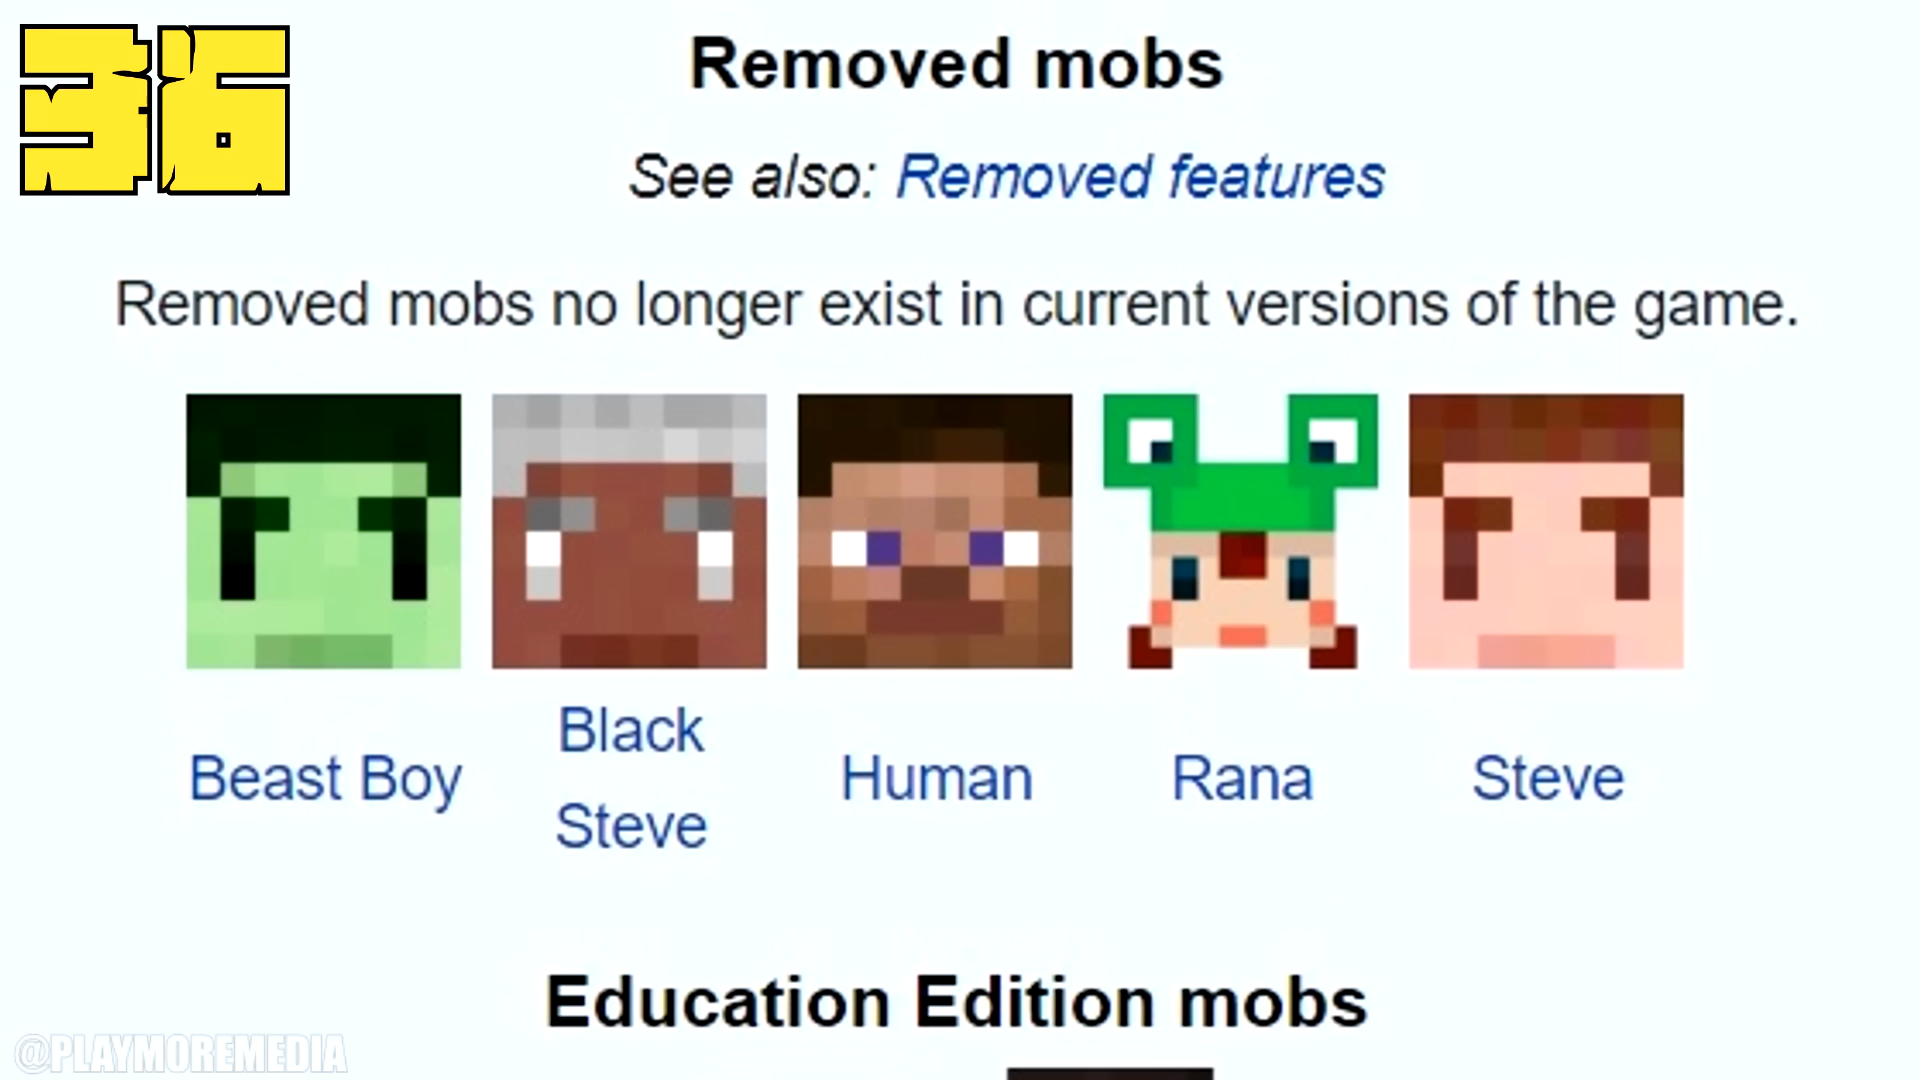 36
Removed mobs
See also: Removed features
Removed mobs no longer exist in current versions of the game.
Beast Boy
Black
Steve
Human
Rana
Steve
Education Edition mobs
@PLAYMOREMEDIA